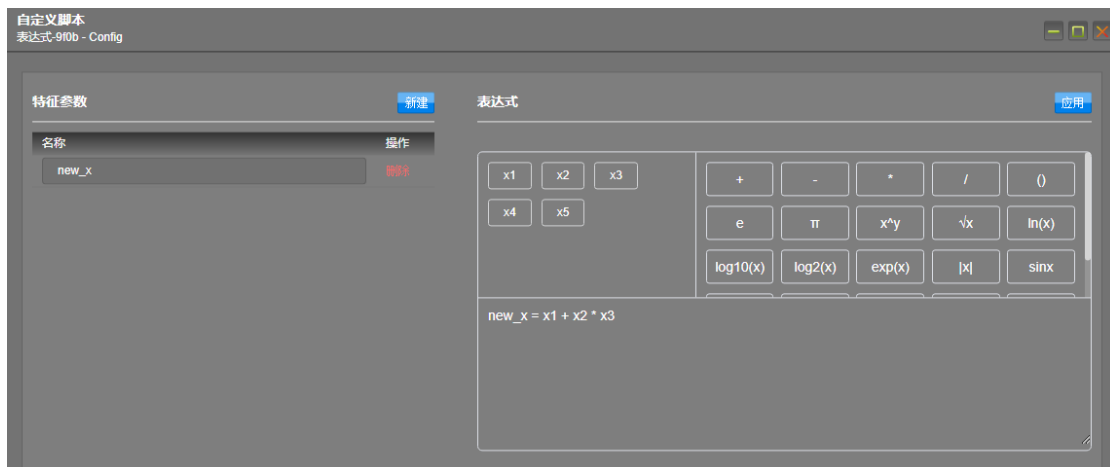 自定义脚本
表达式-9f0b - Config
特征参数
新建
名称
操作
new_x
删除
表达式
应用
x1 x2 x3
x4 x5
+ - * / ()
e π x^y √x ln(x)
log10(x) log2(x) exp(x) |x| sinx
new_x = x1 + x2 * x3